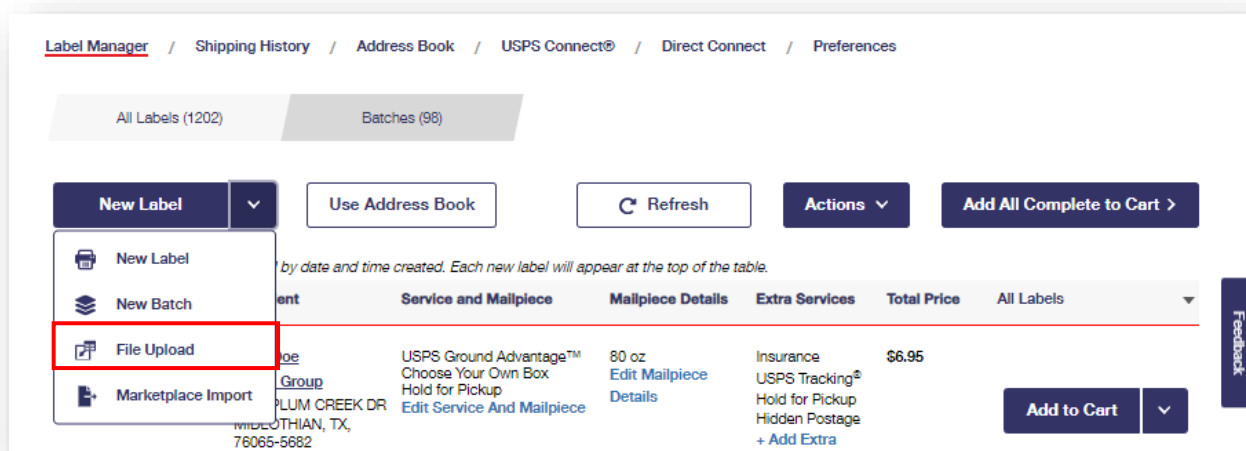 Label Manager / Shipping History / Address Book / USPS Connect® / Direct Connect / Preferences
All Labels (1202) Batches (98)
New Label Use Address Book Refresh Actions Add All Complete to Cart >
New Label
New Batch
File Upload
Marketplace Import
by date and time created. Each new label will appear at the top of the table.
Service and Mailpiece Mailpiece Details Extra Services Total Price All Labels
USPS Ground Advantage™ 80 oz Insurance $6.95
Choose Your Own Box Edit Mailpiece USPS Tracking®
Group Hold for Pickup Details Hold for Pickup
PLUM CREEK DR Edit Service And Mailpiece Hidden Postage Add to Cart
MIDLOTHIAN, TX,
76065-5682 + Add Extra
Feedback